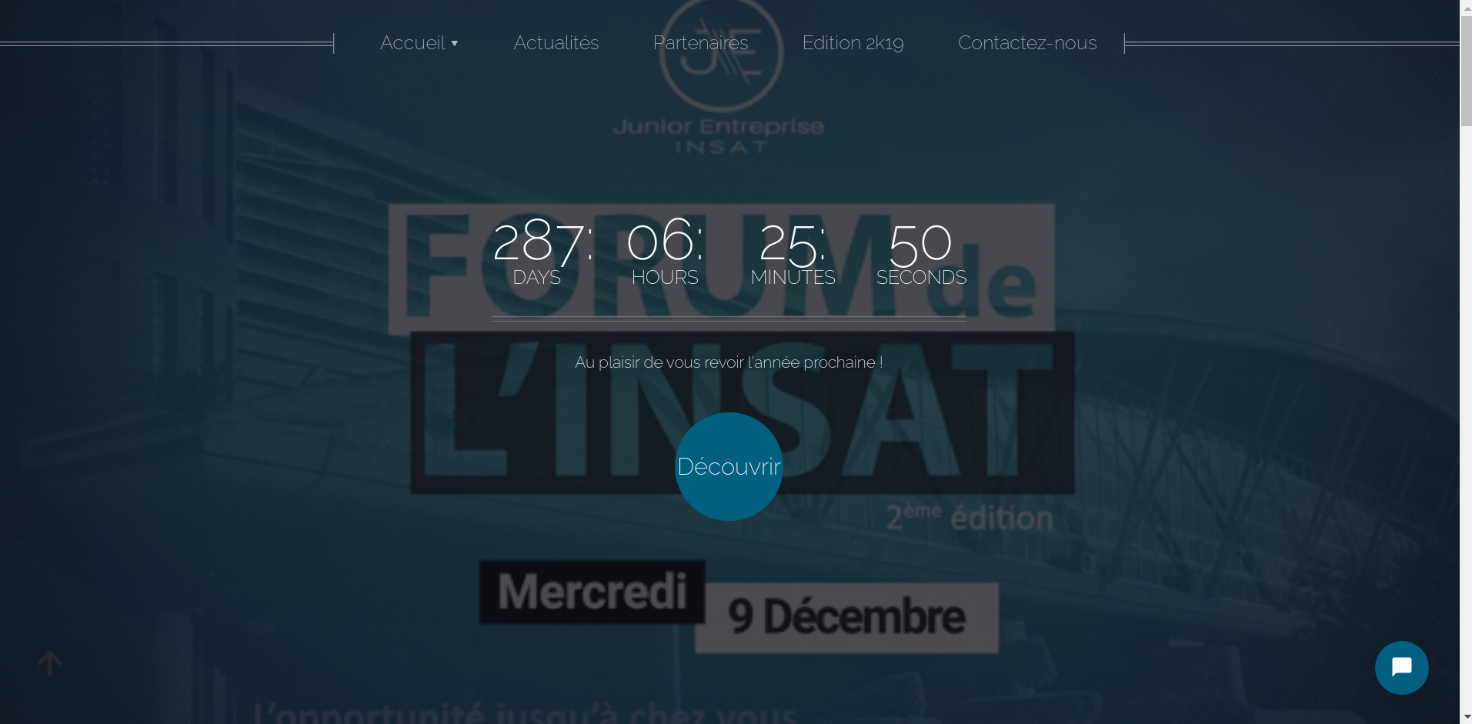 Accueil ▾ Actualités Partenaires Edition 2k19 Contactez-nous
JE
Junior Entreprise
INSAT
287: 06: 25: 50
DAYS HOURS MINUTES SECONDS
FORUM de
L'INSAT
Au plaisir de vous revoir l'année prochaine !
Découvrir
2ème édition
Mercredi
9 Décembre
L'opportunité jusqu'à chez vous